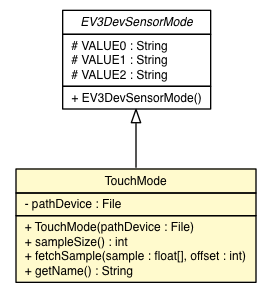 EV3DevSensorMode
# VALUE0 : String
# VALUE1 : String
# VALUE2 : String
+ EV3DevSensorMode()
TouchMode
- pathDevice : File
+ TouchMode(pathDevice : File)
+ sampleSize() : int
+ fetchSample(sample : float[], offset : int)
+ getName() : String